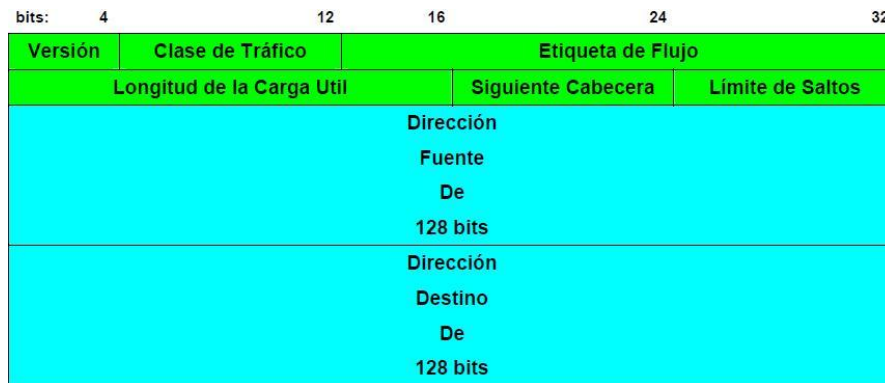 bits: 4 12 16 24 32
Versión Clase de Tráfico Etiqueta de Flujo
Longitud de la Carga Util Siguiente Cabecera Límite de Saltos
Dirección
Fuente
De
128 bits
Dirección
Destino
De
128 bits